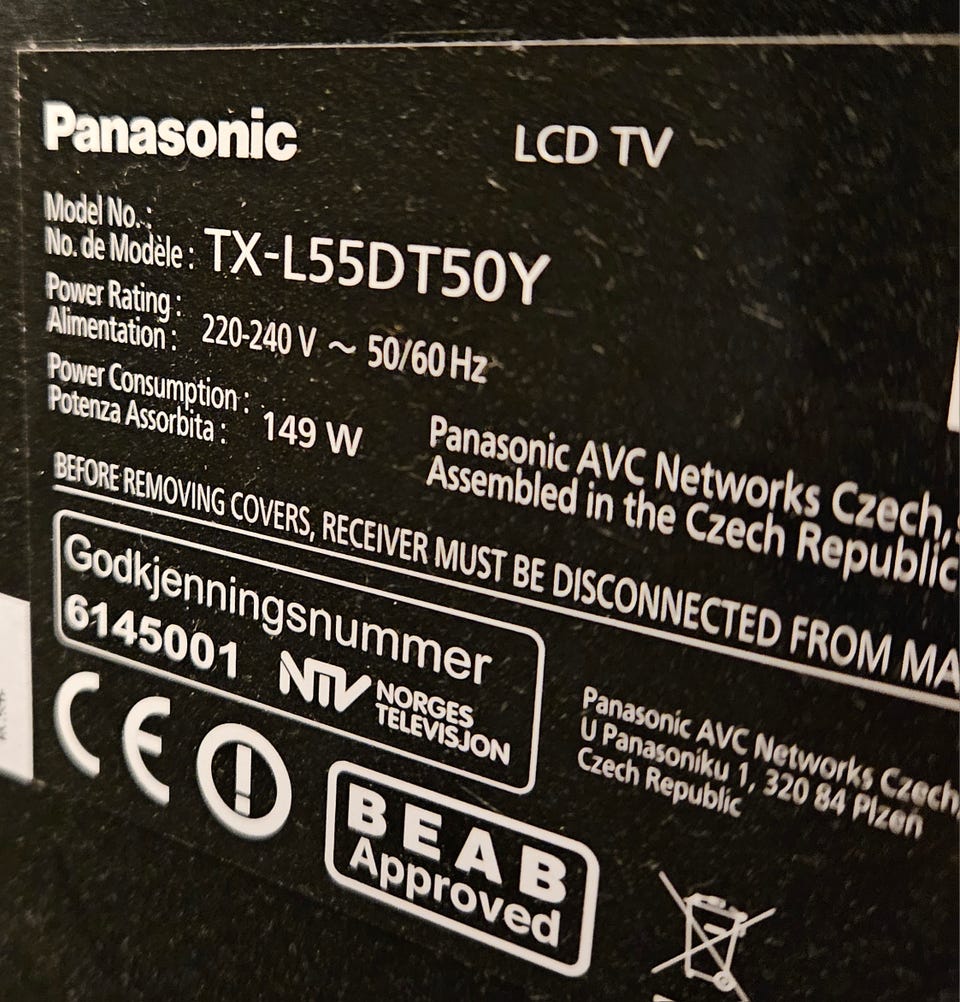 Panasonic
LCD TV
Model No. :
No. de Modèle : TX-L55DT50Y
Power Rating :
Alimentation : 220-240 V ~ 50/60 Hz
Power Consumption :
Potenza Assorbita : 149 W
Panasonic AVC Networks Czech,
Assembled in the Czech Republic
BEFORE REMOVING COVERS, RECEIVER MUST BE DISCONNECTED FROM MA
Godkjenningsnummer
6145001
NTV NORGES
TELEVISJON
CE
Panasonic AVC Networks Czech,
U Panasoniku 1, 320 84 Plzen
Czech Republic
BEAB
Approved